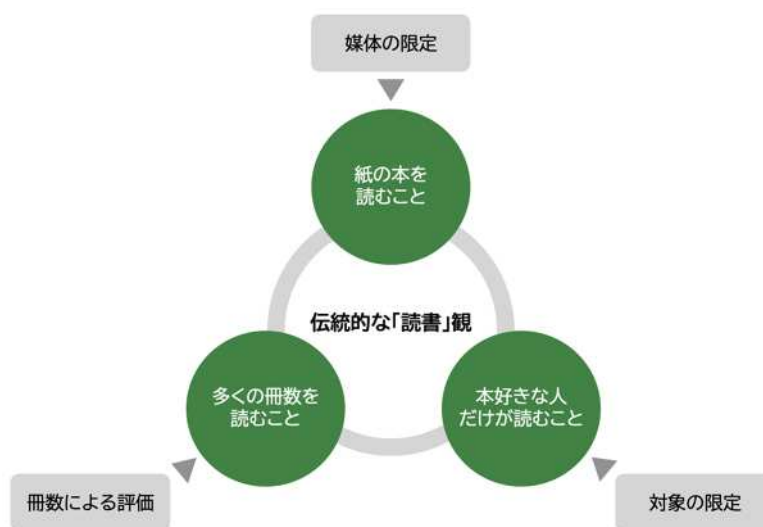 媒体の限定
紙の本を
読むこと
伝統的な「読書」観
多くの冊数を
読むこと
本好きな人
だけが読むこと
冊数による評価
対象の限定